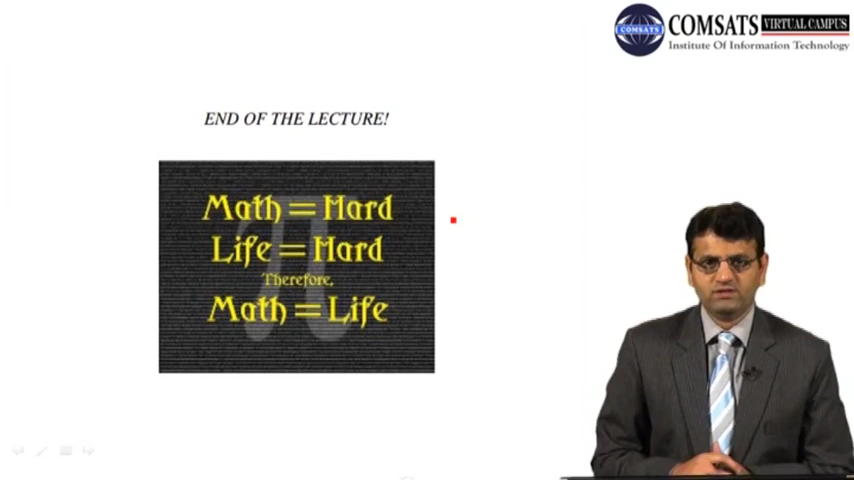 COMSATS VIRTUAL CAMPUS
COMSATS
Institute Of Information Technology
END OF THE LECTURE!
Math = Hard
Life = Hard
Therefore,
Math = Life